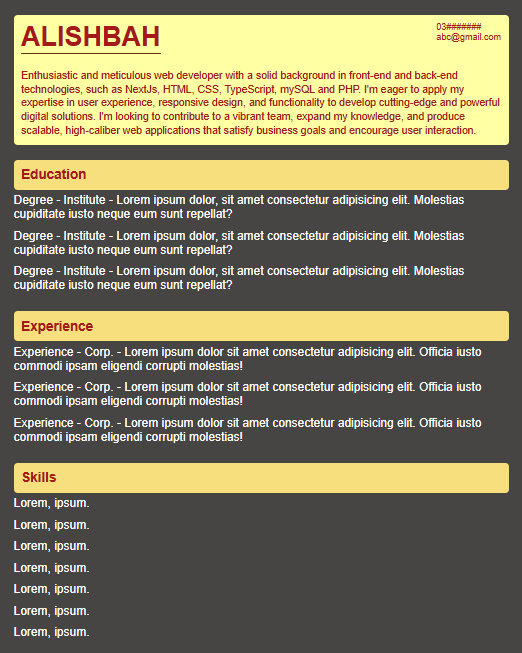 ALISHBAH
03#######
abc@gmail.com
Enthusiastic and meticulous web developer with a solid background in front-end and back-end
technologies, such as NextJs, HTML, CSS, TypeScript, mySQL and PHP. I'm eager to apply my
expertise in user experience, responsive design, and functionality to develop cutting-edge and powerful
digital solutions. I'm looking to contribute to a vibrant team, expand my knowledge, and produce
scalable, high-caliber web applications that satisfy business goals and encourage user interaction.
Education
Degree - Institute - Lorem ipsum dolor, sit amet consectetur adipisicing elit. Molestias
cupiditate iusto neque eum sunt repellat?
Degree - Institute - Lorem ipsum dolor, sit amet consectetur adipisicing elit. Molestias
cupiditate iusto neque eum sunt repellat?
Degree - Institute - Lorem ipsum dolor, sit amet consectetur adipisicing elit. Molestias
cupiditate iusto neque eum sunt repellat?
Experience
Experience - Corp. - Lorem ipsum dolor sit amet consectetur adipisicing elit. Officia iusto
commodi ipsam eligendi corrupti molestias!
Experience - Corp. - Lorem ipsum dolor sit amet consectetur adipisicing elit. Officia iusto
commodi ipsam eligendi corrupti molestias!
Experience - Corp. - Lorem ipsum dolor sit amet consectetur adipisicing elit. Officia iusto
commodi ipsam eligendi corrupti molestias!
Skills
Lorem, ipsum.
Lorem, ipsum.
Lorem, ipsum.
Lorem, ipsum.
Lorem, ipsum.
Lorem, ipsum.
Lorem, ipsum.